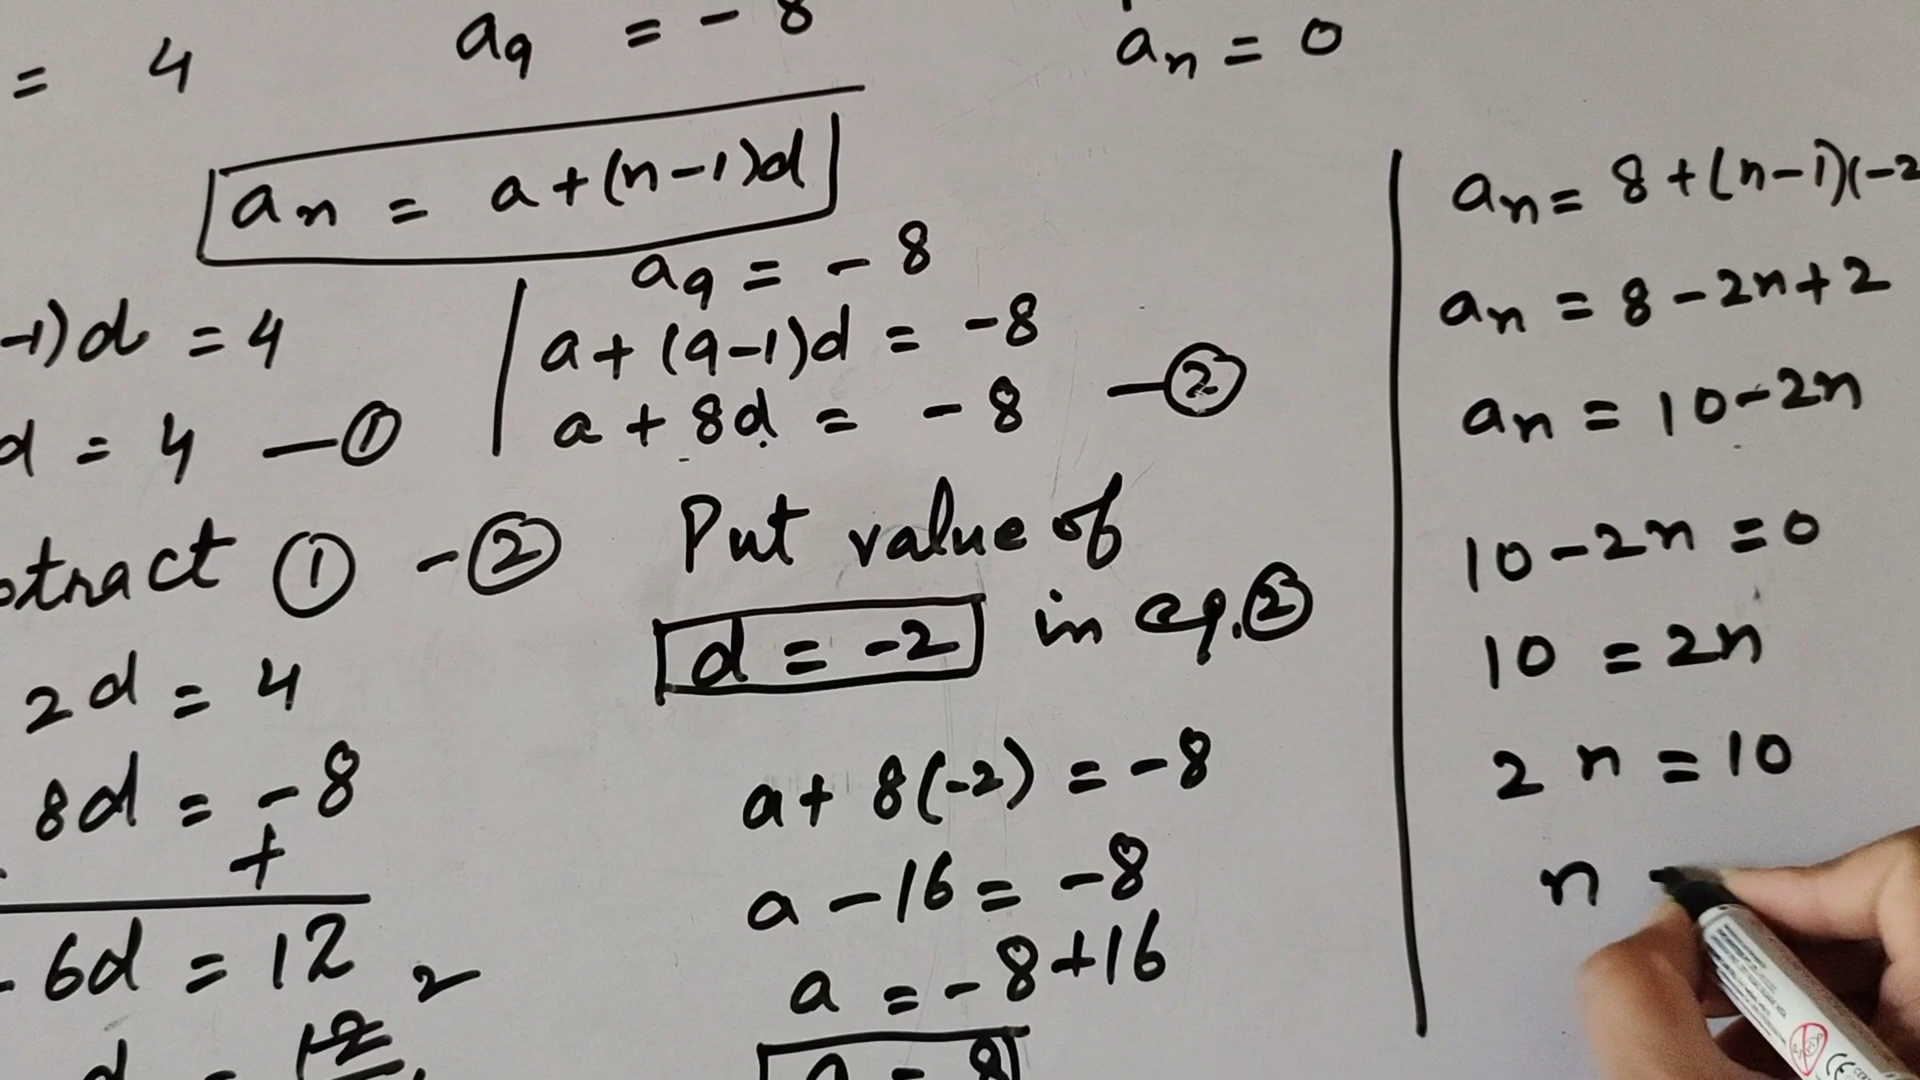 = 4
a9 = - 8
an = 0
an = a+(n-1)d
-1)d = 4
d = 4 —①
a9 = - 8
a+(9-1)d = -8
a + 8d = - 8 —②
tract ① - ②
2d = 4
8d = - 8
+
- 6d = 12
d = 12 2
Put value of
d = -2 in eq.②
a+ 8(-2) = -8
a - 16 = -8
a = -8+16
a = 8
an = 8+(n-1)(-2
an = 8-2n+2
an = 10-2n
10-2n = 0
10 = 2n
2 n = 10
n